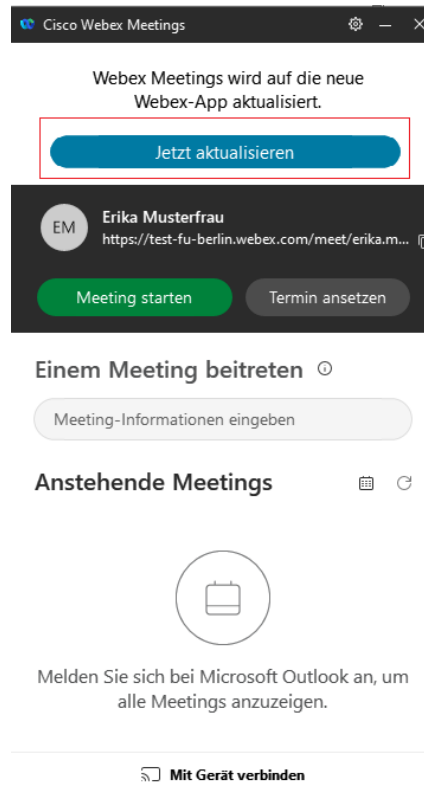 Cisco Webex Meetings
Webex Meetings wird auf die neue
Webex-App aktualisiert.
Jetzt aktualisieren
EM
Erika Musterfrau
https://test-fu-berlin.webex.com/meet/erika.m...
Meeting starten
Termin ansetzen
Einem Meeting beitreten
Meeting-Informationen eingeben
Anstehende Meetings
Melden Sie sich bei Microsoft Outlook an, um
alle Meetings anzuzeigen.
Mit Gerät verbinden